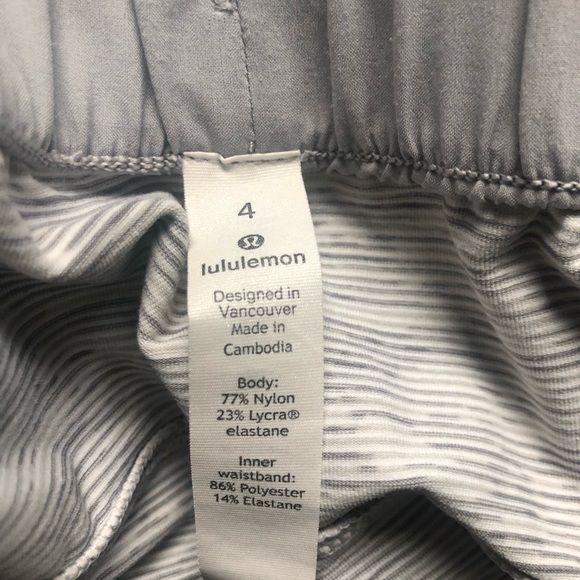 4
lululemon
Designed in
Vancouver
Made in
Cambodia
Body:
77% Nylon
23% Lycra®
elastane
Inner
waistband:
86% Polyester
14% Elastane